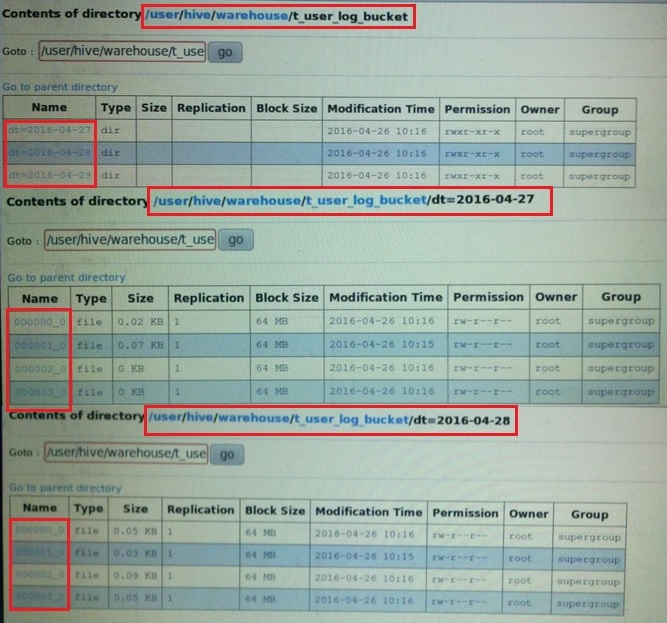 Contents of directory /user/hive/warehouse/t_user_log_bucket
Goto : /user/hive/warehouse/t_use go
Go to parent directory
Name Type Size Replication Block Size Modification Time Permission Owner Group
dt=2016-04-27 dir 2016-04-26 10:16 rwxr-xr-x root supergroup
dt=2016-04-28 dir 2016-04-26 10:16 rwxr-xr-x root supergroup
dt=2016-04-29 dir 2016-04-26 10:16 rwxr-xr-x root supergroup
Contents of directory /user/hive/warehouse/t_user_log_bucket/dt=2016-04-27
Goto : /user/hive/warehouse/t_use go
Go to parent directory
Name Type Size Replication Block Size Modification Time Permission Owner Group
000000_0 file 0.02 KB 1 64 MB 2016-04-26 10:16 rw-r--r-- root supergroup
000001_0 file 0.07 KB 1 64 MB 2016-04-26 10:15 rw-r--r-- root supergroup
000002_0 file 0 KB 1 64 MB 2016-04-26 10:16 rw-r--r-- root supergroup
000003_0 file 0 KB 1 64 MB 2016-04-26 10:16 rw-r--r-- root supergroup
Contents of directory /user/hive/warehouse/t_user_log_bucket/dt=2016-04-28
Goto : /user/hive/warehouse/t_use go
Go to parent directory
Name Type Size Replication Block Size Modification Time Permission Owner Group
000000_0 file 0.05 KB 1 64 MB 2016-04-26 10:16 rw-r--r-- root supergroup
000001_0 file 0.03 KB 1 64 MB 2016-04-26 10:15 rw-r--r-- root supergroup
000002_0 file 0.09 KB 1 64 MB 2016-04-26 10:16 rw-r--r-- root supergroup
000003_0 file 0.05 KB 1 64 MB 2016-04-26 10:16 rw-r--r-- root supergroup